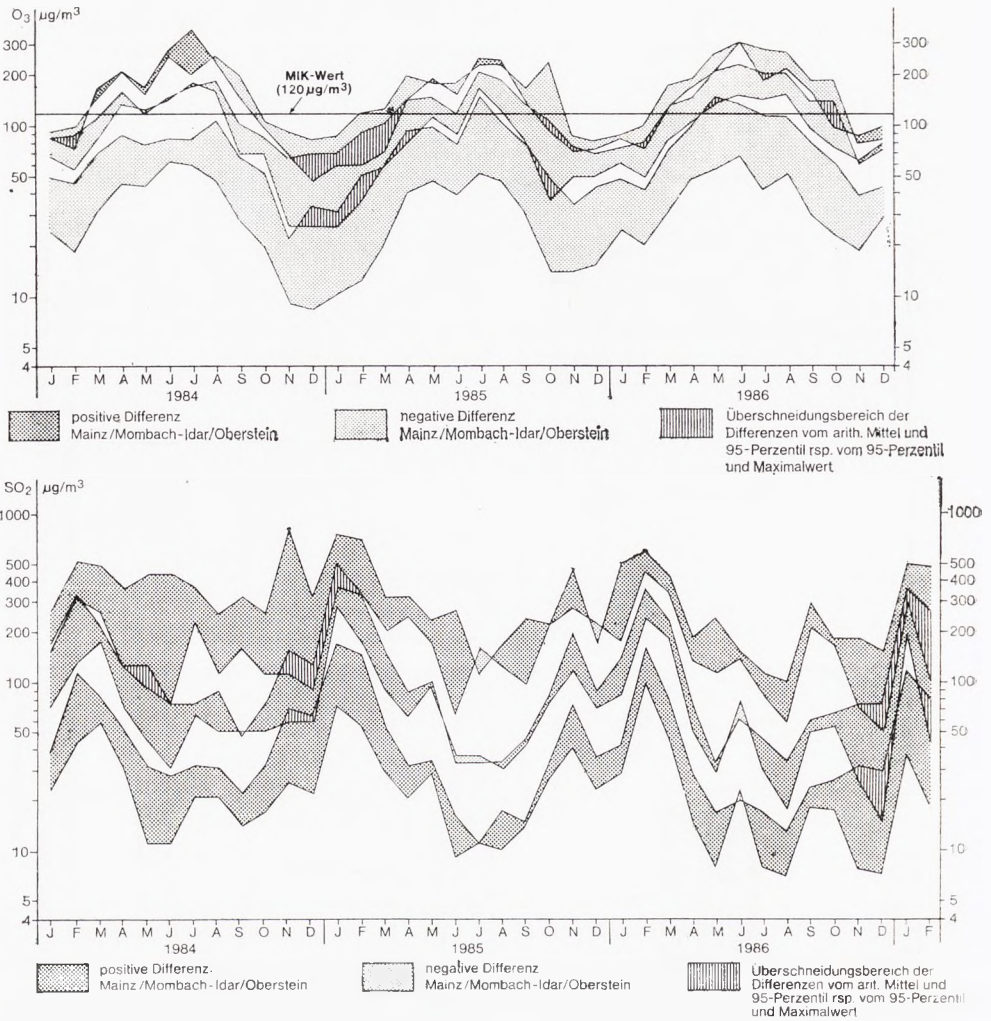 O3 µg/m3
300 300
200 200
MIK-Wert
(120 µg/m3)
100 100
50 50
10 10
5 5
4 4
J F M A M J J A S O N D J F M A M J J A S O N D J F M A M J J A S O N D
1984 1985 1986
positive Differenz
Mainz/Mombach-Idar/Oberstein
negative Differenz
Mainz/Mombach-Idar/Oberstein
Überschneidungsbereich der
Differenzen vom arith. Mittel und
95-Perzentil rsp. vom 95-Perzentil
und Maximalwert
SO2 µg/m3
1000 1000
500 500
400 400
300 300
200 200
100 100
50 50
10 10
5 5
4 4
J F M A M J J A S O N D J F M A M J J A S O N D J F M A M J J A S O N D J F
1984 1985 1986
positive Differenz.
Mainz/Mombach-Idar/Oberstein
negative Differenz
Mainz/Mombach-Idar/Oberstein
Überschneidungsbereich der
Differenzen vom arit. Mittel und
95-Perzentil rsp. vom 95-Perzentil
und Maximalwert